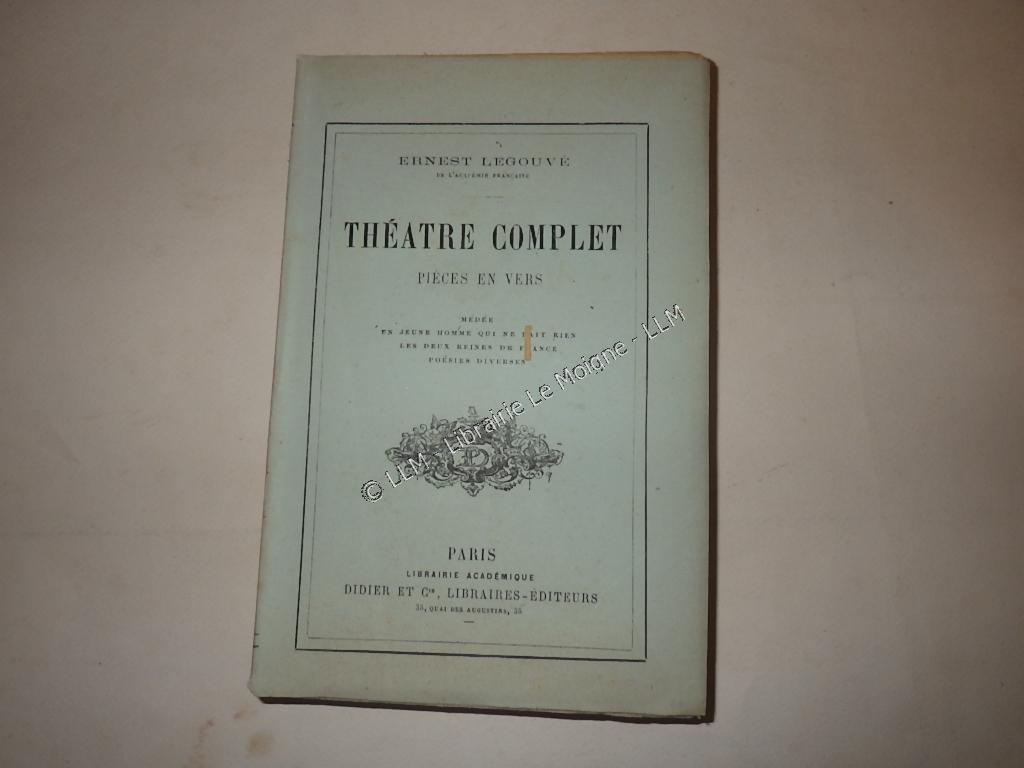 ERNEST LEGOUVÉ
DE L'ACADÉMIE FRANÇAISE
THÉATRE COMPLET
PIÈCES EN VERS
MÉDÉE
UN JEUNE HOMME QUI NE FAIT RIEN
LES DEUX REINES DE FRANCE
POÉSIES DIVERSES
© LLM - Librairie Le Moigne - LLM
D
PARIS
LIBRAIRIE ACADÉMIQUE
DIDIER ET Cie, LIBRAIRES-ÉDITEURS
35, QUAI DES AUGUSTINS, 35